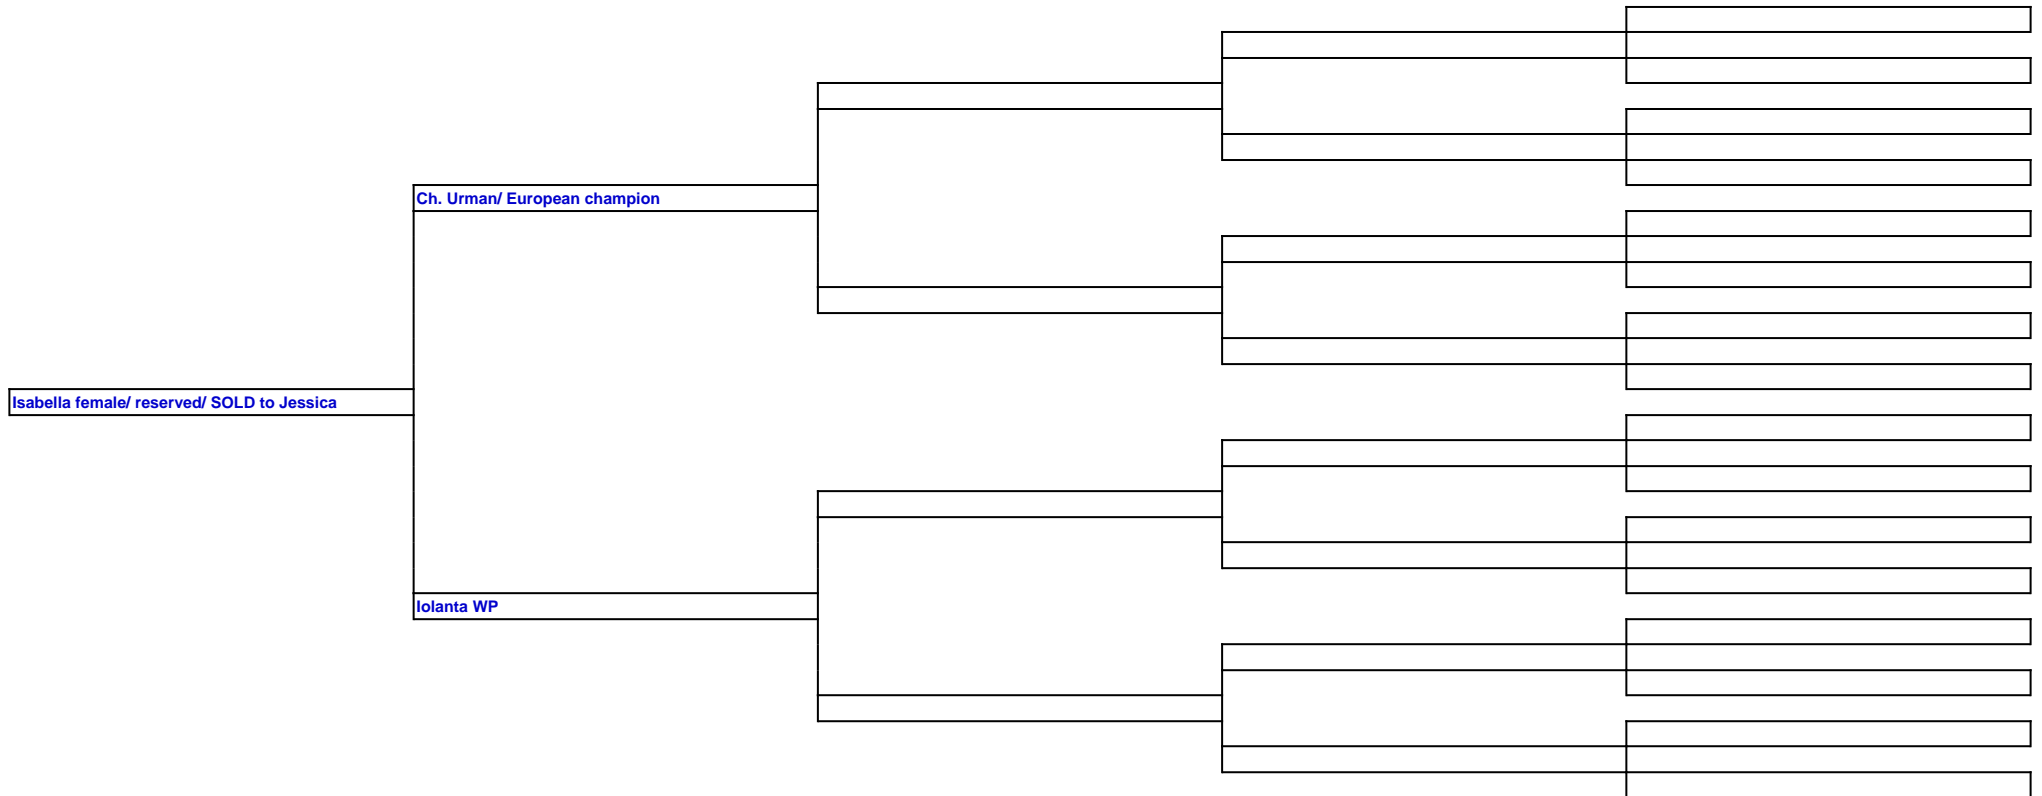 Ch. Urman/ European champion
Isabella female/ reserved/ SOLD to Jessica
Iolanta WP